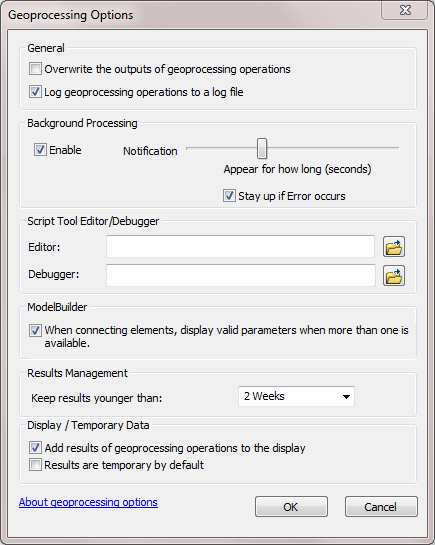 Geoprocessing Options
General
Overwrite the outputs of geoprocessing operations
Log geoprocessing operations to a log file
Background Processing
Enable Notification
Appear for how long (seconds)
Stay up if Error occurs
Script Tool Editor/Debugger
Editor:
Debugger:
ModelBuilder
When connecting elements, display valid parameters when more than one is
available.
Results Management
Keep results younger than: 2 Weeks
Display / Temporary Data
Add results of geoprocessing operations to the display
Results are temporary by default
About geoprocessing options OK Cancel